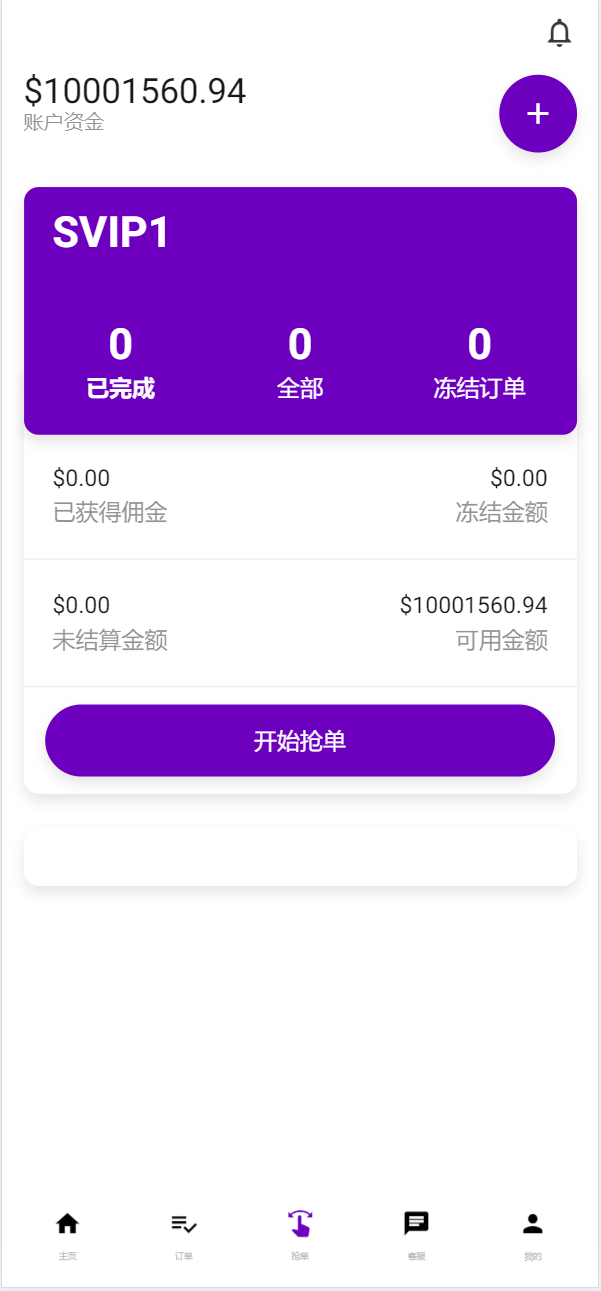 $10001560.94
账户资金
SVIP1
0 0 0
已完成 全部 冻结订单
$0.00 $0.00
已获得佣金 冻结金额
$0.00 $10001560.94
未结算金额 可用金额
开始抢单
主页 订单 抢单 客服 我的